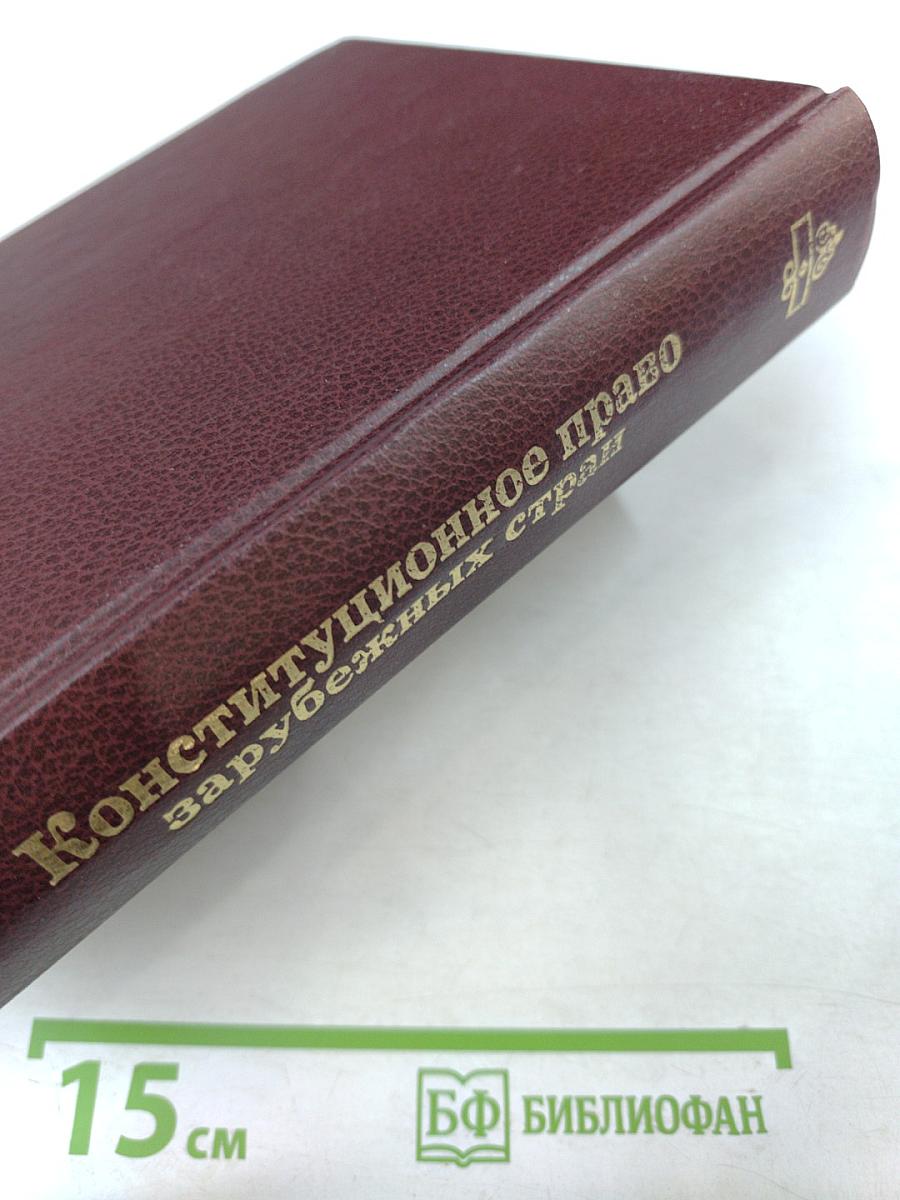 Конституционное право
зарубежных стран
15 см
БФ БИБЛИОФАН